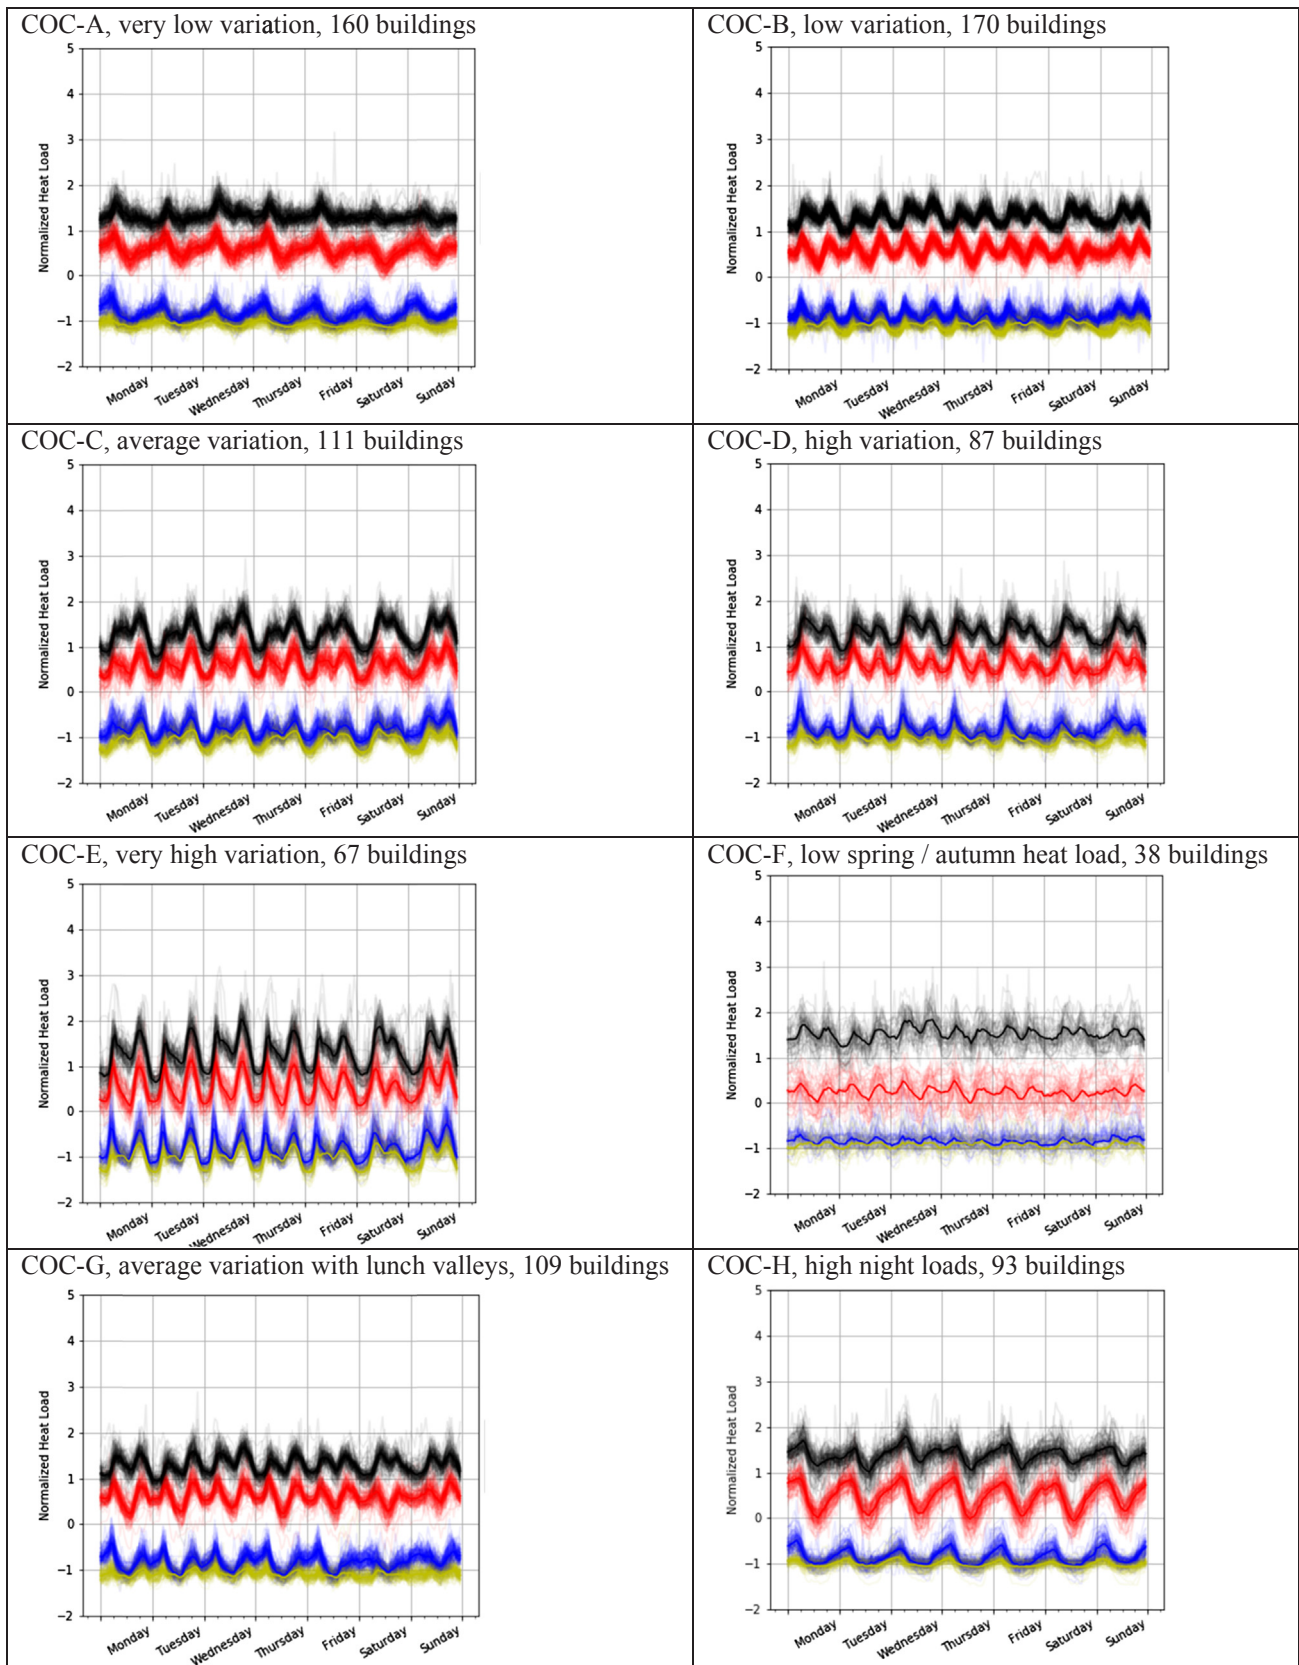 COC-A, very low variation, 160 buildings
5
4
3
2
1
0
−1
−2
Normalized Heat Load
Monday
Tuesday
Wednesday
Thursday
Friday
Saturday
Sunday
COC-B, low variation, 170 buildings
5
4
3
2
1
0
−1
−2
Normalized Heat Load
Monday
Tuesday
Wednesday
Thursday
Friday
Saturday
Sunday
COC-C, average variation, 111 buildings
5
4
3
2
1
0
−1
−2
Normalized Heat Load
Monday
Tuesday
Wednesday
Thursday
Friday
Saturday
Sunday
COC-D, high variation, 87 buildings
5
4
3
2
1
0
−1
−2
Normalized Heat Load
Monday
Tuesday
Wednesday
Thursday
Friday
Saturday
Sunday
COC-E, very high variation, 67 buildings
5
4
3
2
1
0
−1
−2
Normalized Heat Load
Monday
Tuesday
Wednesday
Thursday
Friday
Saturday
Sunday
COC-F, low spring / autumn heat load, 38 buildings
5
4
3
2
1
0
−1
−2
Normalized Heat Load
Monday
Tuesday
Wednesday
Thursday
Friday
Saturday
Sunday
COC-G, average variation with lunch valleys, 109 buildings
5
4
3
2
1
0
−1
−2
Normalized Heat Load
Monday
Tuesday
Wednesday
Thursday
Friday
Saturday
Sunday
COC-H, high night loads, 93 buildings
5
4
3
2
1
0
−1
−2
Normalized Heat Load
Monday
Tuesday
Wednesday
Thursday
Friday
Saturday
Sunday